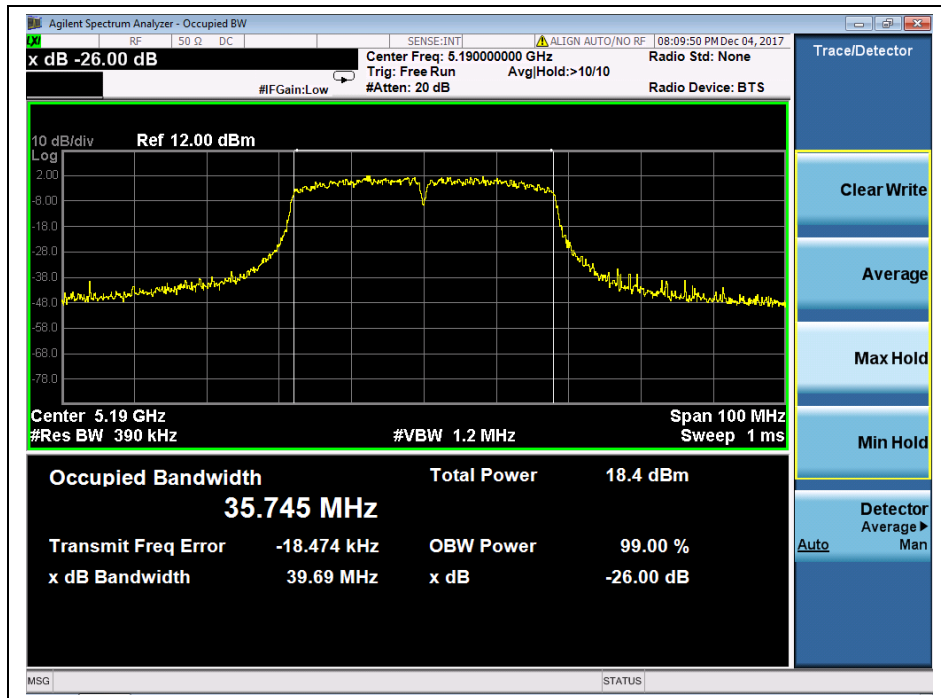 Agilent Spectrum Analyzer - Occupied BW
LXI RF 50 Ω DC SENSE:INT ALIGN AUTO/NO RF 08:09:50 PM Dec 04, 2017
x dB -26.00 dB
Center Freq: 5.190000000 GHz Radio Std: None
Trig: Free Run Avg|Hold:>10/10
#IFGain:Low #Atten: 20 dB Radio Device: BTS
10 dB/div Ref 12.00 dBm
Log
2.00
-8.00
-18.0
-28.0
-38.0
-48.0
-58.0
-68.0
-78.0
Center 5.19 GHz Span 100 MHz
#Res BW 390 kHz #VBW 1.2 MHz Sweep 1 ms
Occupied Bandwidth Total Power 18.4 dBm
35.745 MHz
Transmit Freq Error -18.474 kHz OBW Power 99.00 %
x dB Bandwidth 39.69 MHz x dB -26.00 dB
MSG STATUS
Trace/Detector
Clear Write
Average
Max Hold
Min Hold
Detector
Average▶
Auto Man